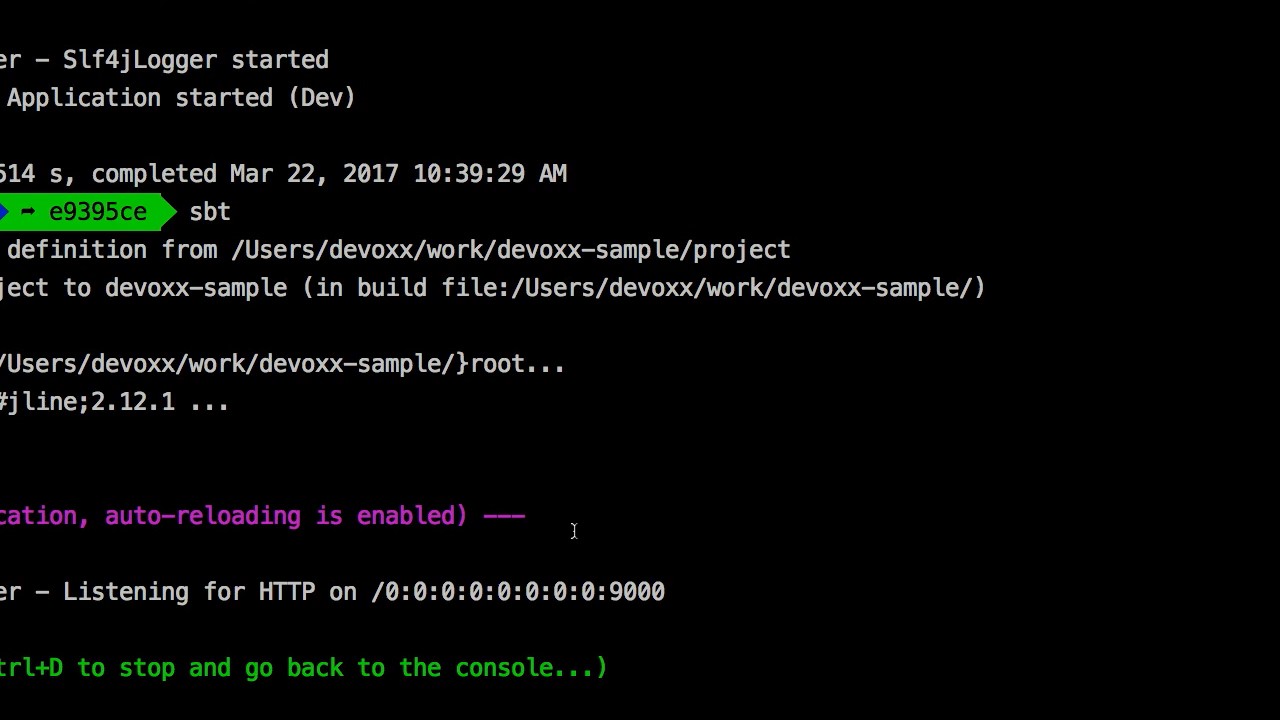 er – Slf4jLogger started
Application started (Dev)
514 s, completed Mar 22, 2017 10:39:29 AM
➦ e9395ce sbt
definition from /Users/devoxx/work/devoxx-sample/project
ject to devoxx-sample (in build file:/Users/devoxx/work/devoxx-sample/)
/Users/devoxx/work/devoxx-sample/}root...
#jline;2.12.1 ...
cation, auto-reloading is enabled) ---
er – Listening for HTTP on /0:0:0:0:0:0:0:0:9000
trl+D to stop and go back to the console...)